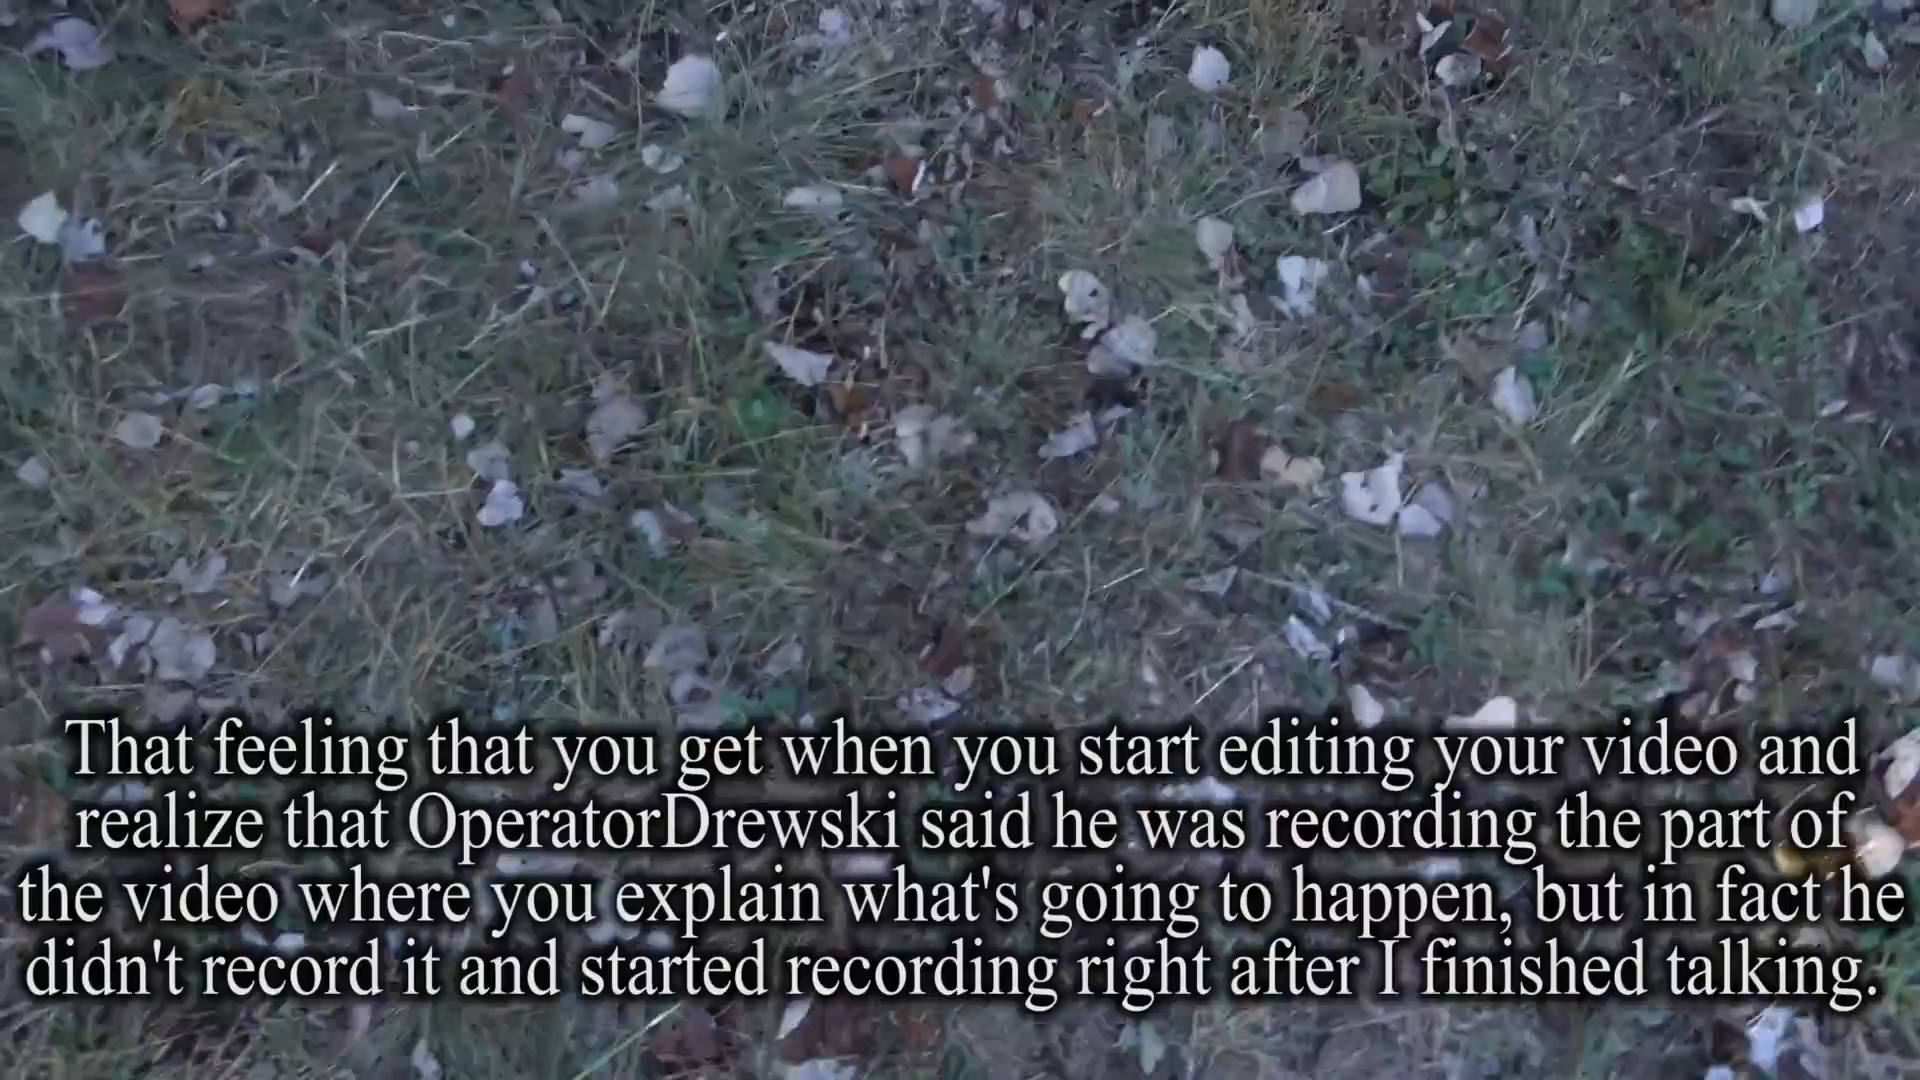 That feeling that you get when you start editing your video and
realize that OperatorDrewski said he was recording the part of
the video where you explain what's going to happen, but in fact he
didn't record it and started recording right after I finished talking.